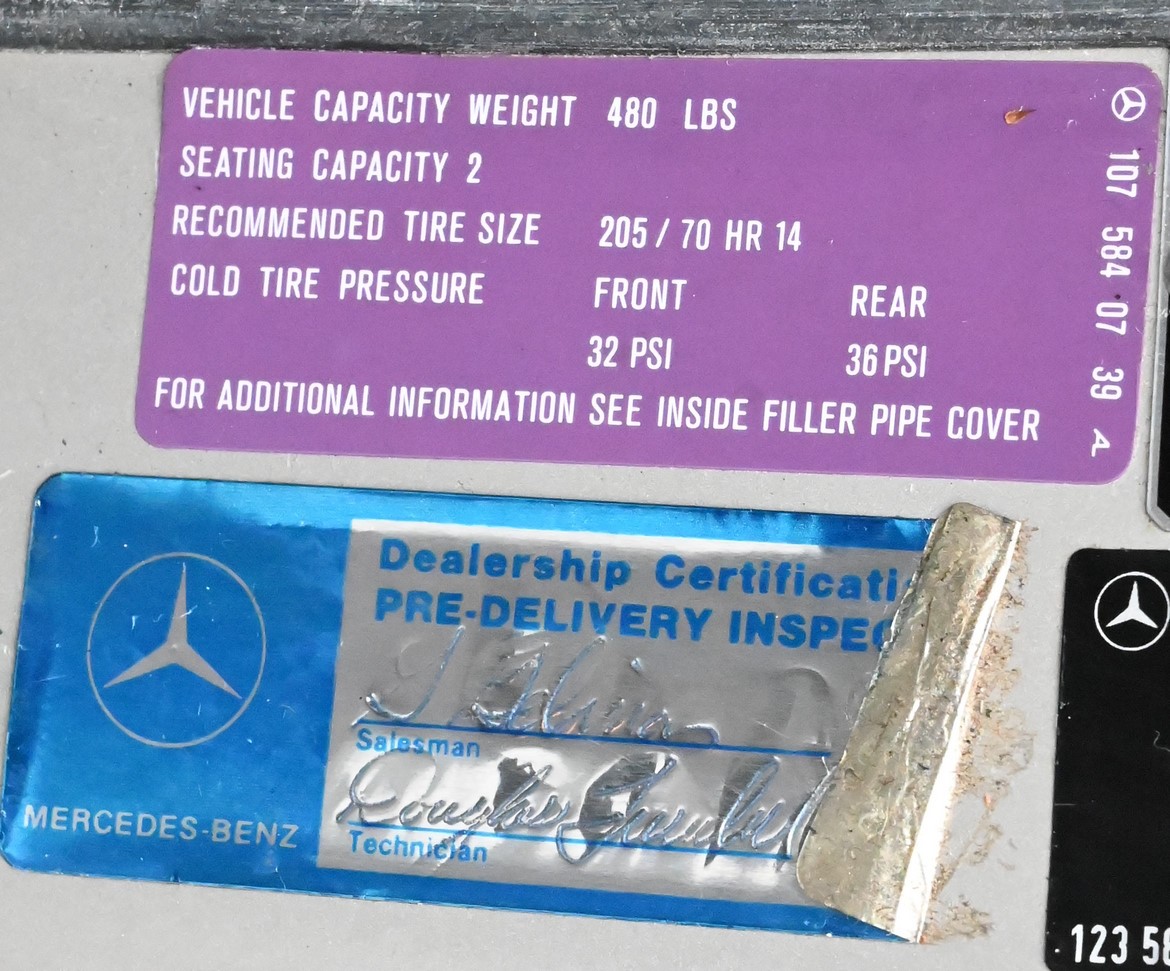 VEHICLE CAPACITY WEIGHT 480 LBS
SEATING CAPACITY 2
RECOMMENDED TIRE SIZE 205 / 70 HR 14
COLD TIRE PRESSURE FRONT REAR
32 PSI 36 PSI
FOR ADDITIONAL INFORMATION SEE INSIDE FILLER PIPE COVER
107 584 07 39 A
Dealership Certificati
PRE-DELIVERY INSPEC
Salesman
Douglas
Technician
MERCEDES-BENZ
123 58